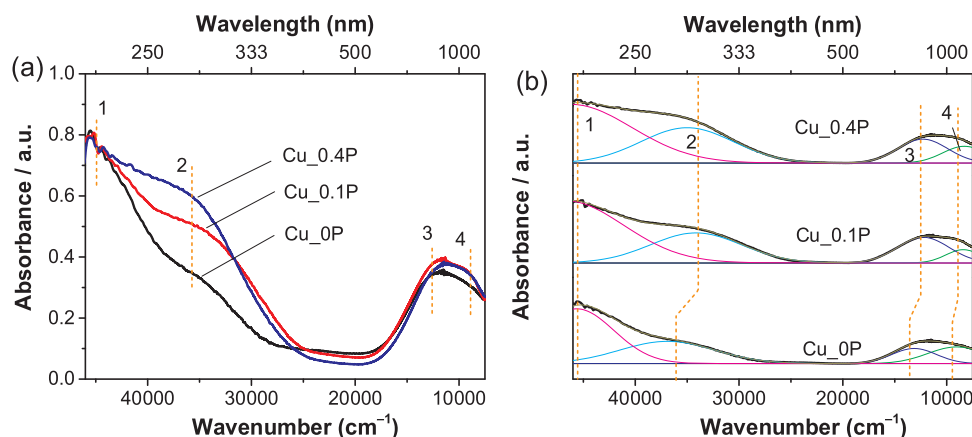 Wavelength (nm)
250 333 500 1000
(a)
1.0
0.8
0.6
0.4
0.2
0.0
Absorbance / a.u.
1
2
3 4
Cu_0.4P
Cu_0.1P
Cu_0P
40000 30000 20000 10000
Wavenumber (cm⁻¹)
Wavelength (nm)
250 333 500 1000
(b)
Absorbance / a.u.
1
2
3
4
Cu_0.4P
Cu_0.1P
Cu_0P
40000 30000 20000 10000
Wavenumber (cm⁻¹)